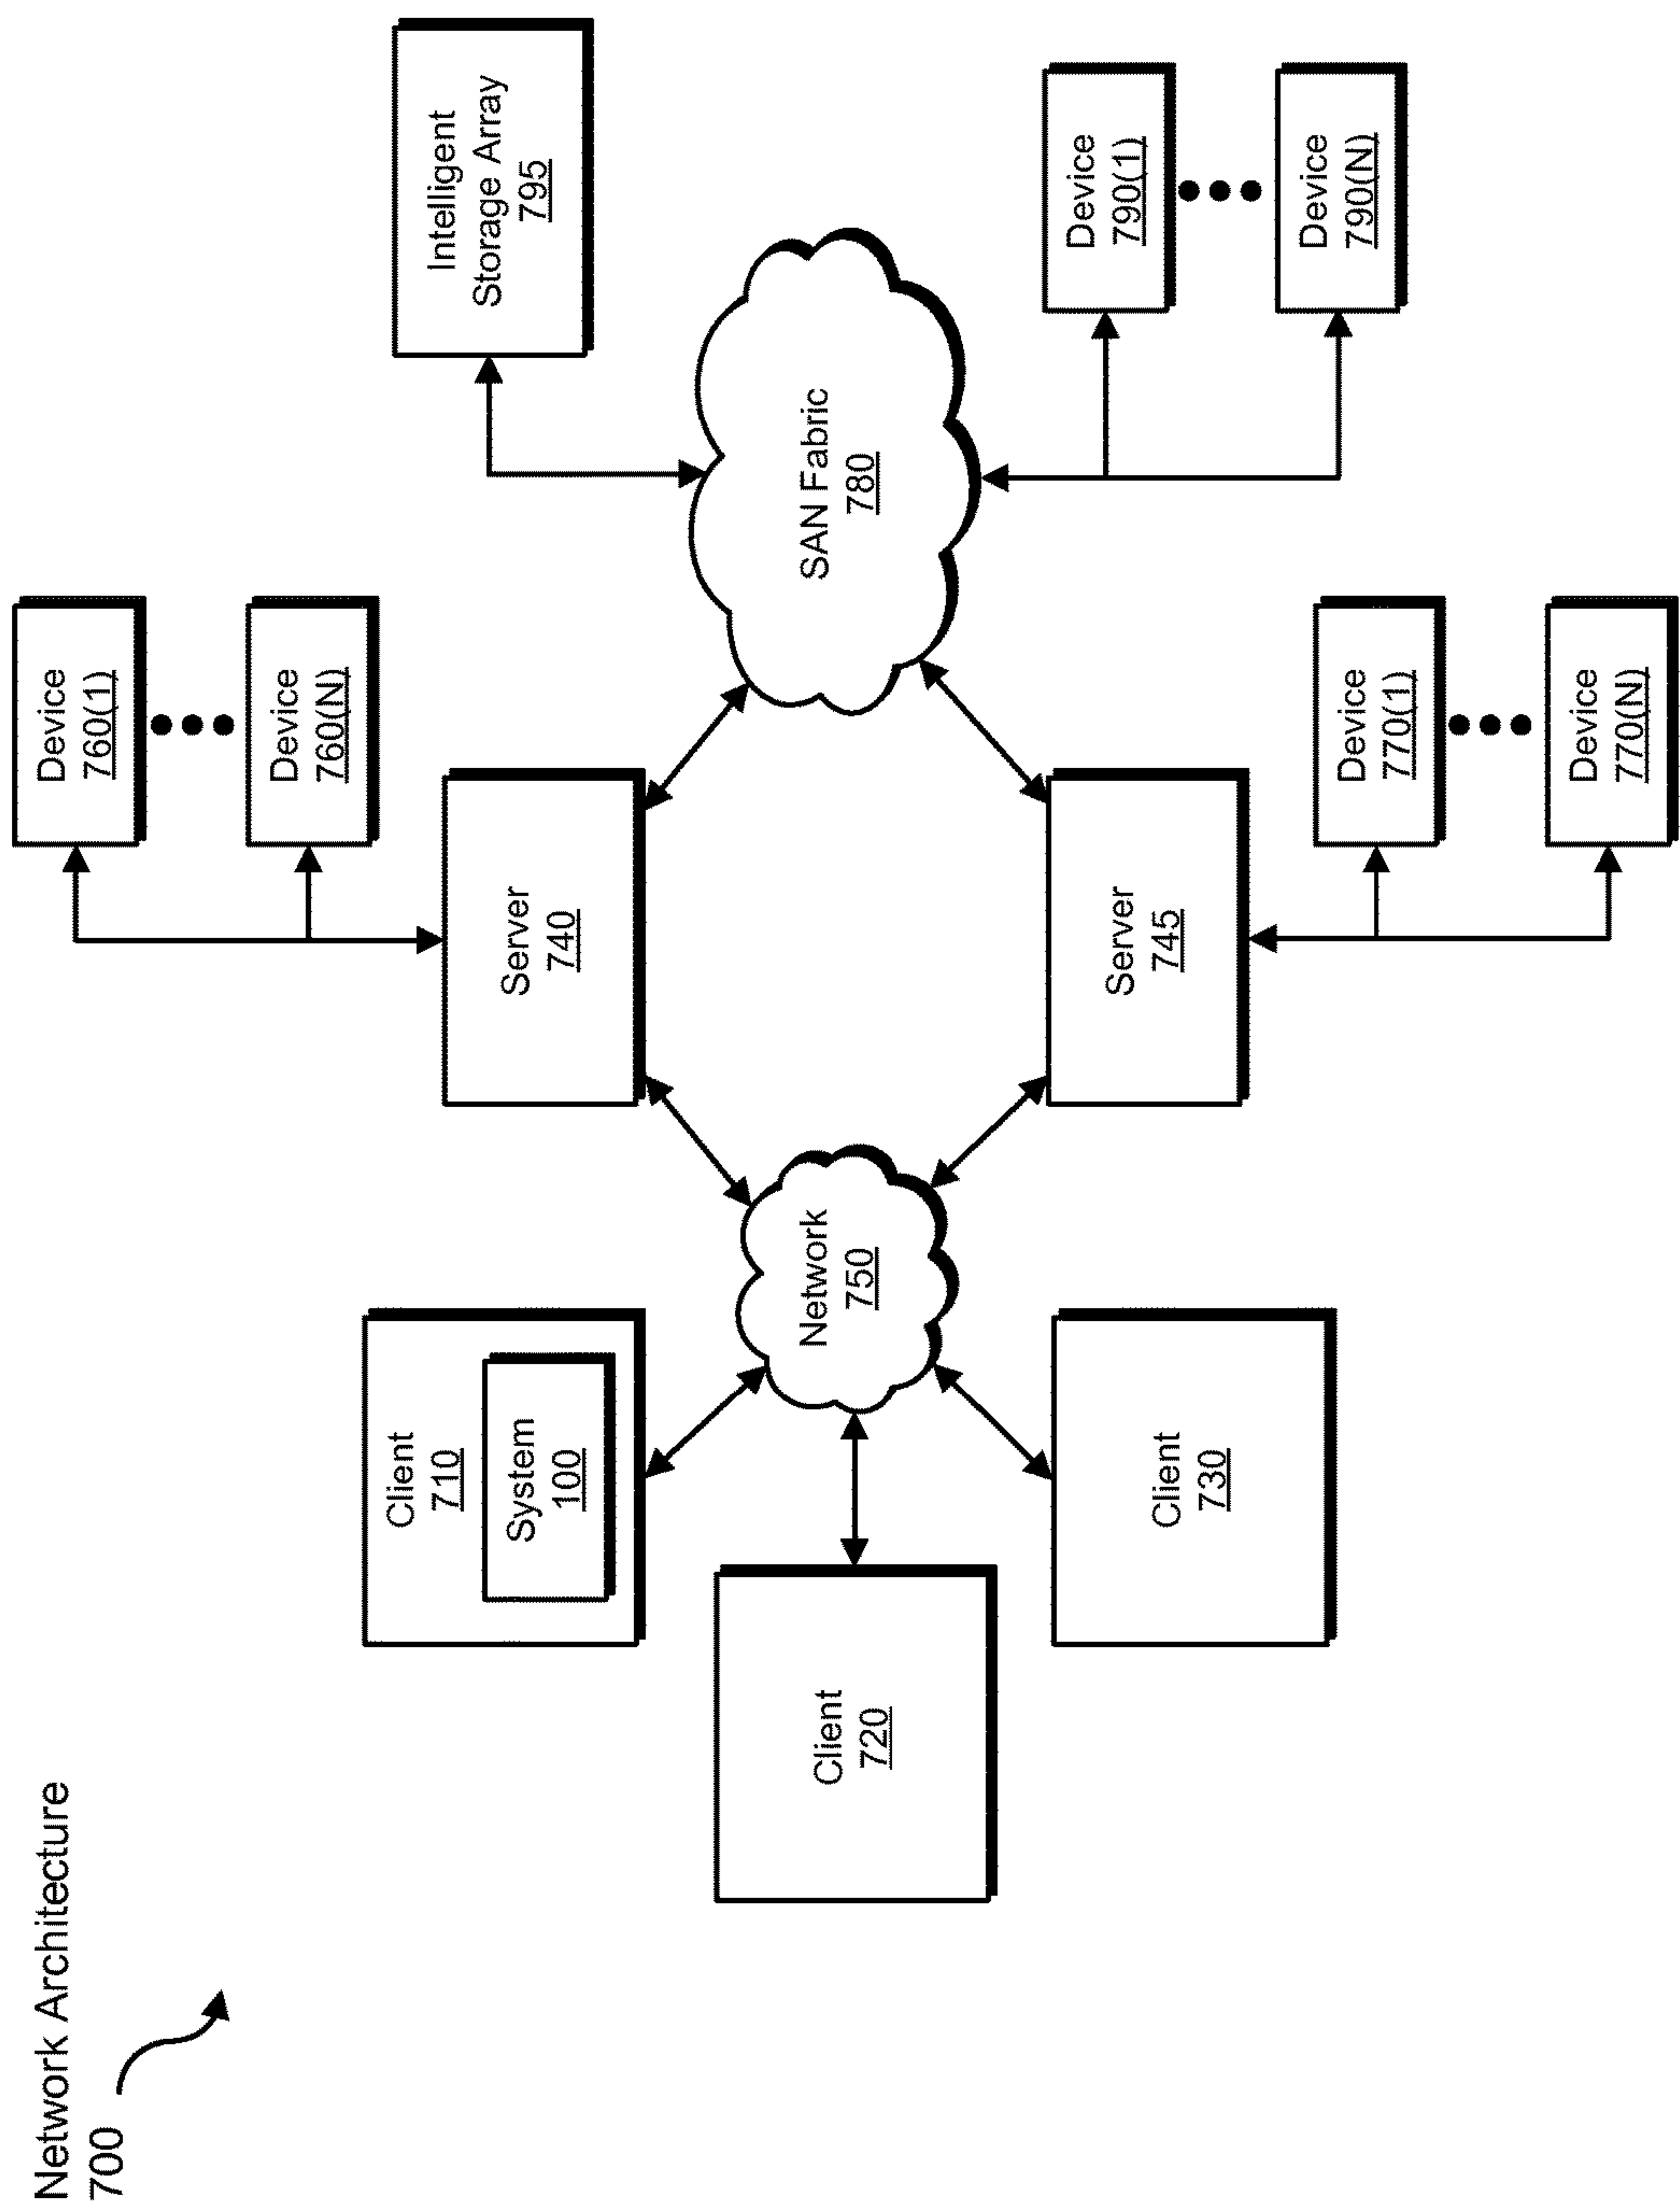 Network Architecture
700
Client
710
System
100
Client
720
Client
730
Network
750
Device
760(1)
Device
760(N)
Server
740
Server
745
Device
770(1)
Device
770(N)
SAN Fabric
780
Intelligent
Storage Array
795
Device
790(1)
Device
790(N)